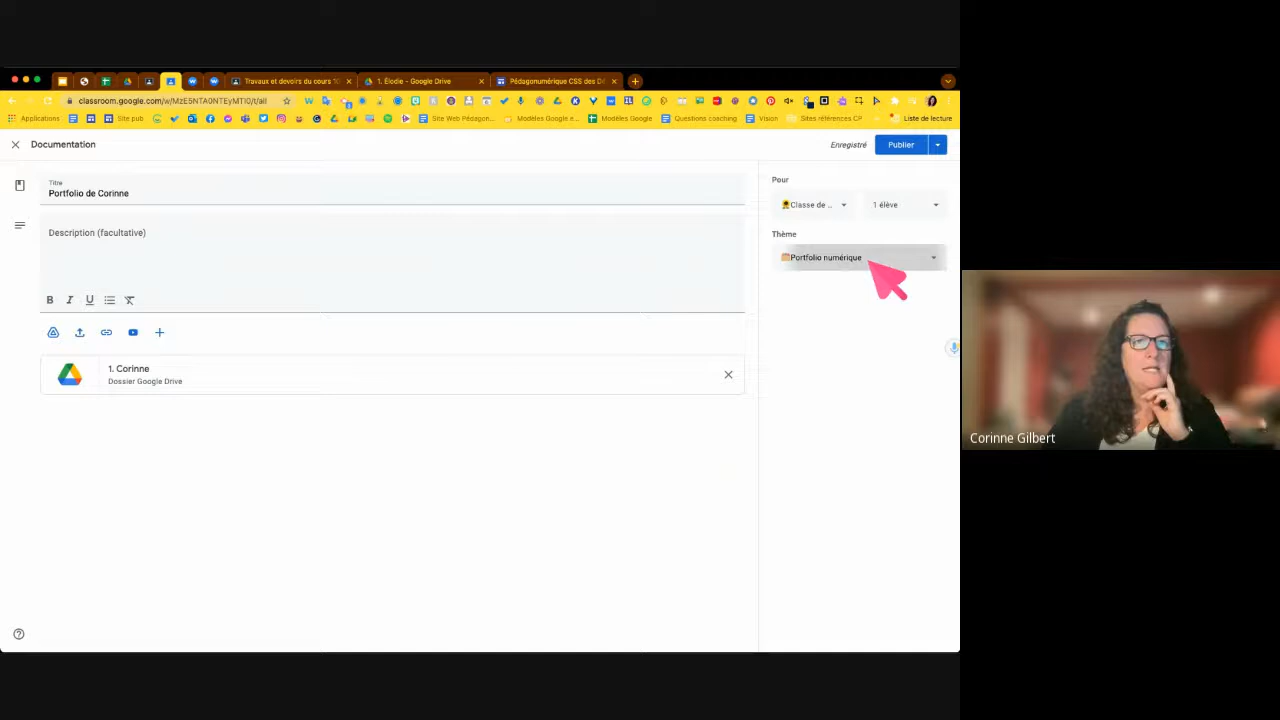 Travaux et devoirs du cours 10
1. Élodie - Google Drive
Pédagonumérique CSS des D
classroom.google.com/w/MzE5NTA0NTEyMTI0/t/all
Applications
Site pub
Site Web Pédagon...
Modèles Google e...
Modèles Google
Questions coaching
Vision
Sites références CP
Liste de lecture
Documentation
Enregistré
Publier
Titre
Portfolio de Corinne
Description (facultative)
B I U
1. Corinne
Dossier Google Drive
Pour
Classe de ...
1 élève
Thème
Portfolio numérique
Corinne Gilbert